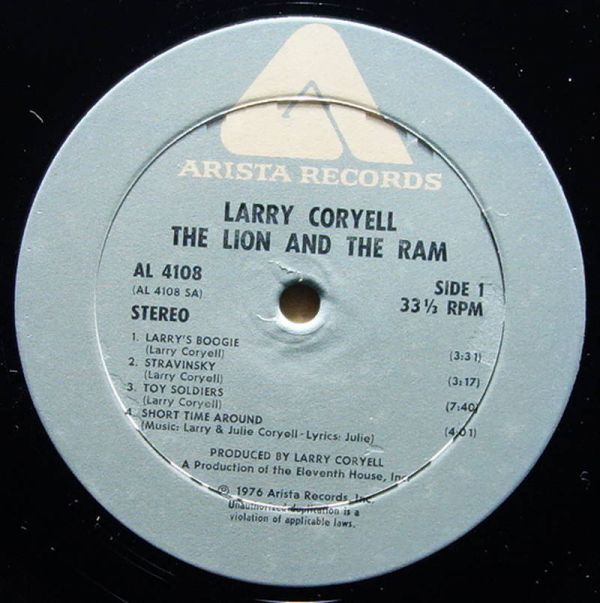 ARISTA RECORDS
LARRY CORYELL
THE LION AND THE RAM
AL 4108
(AL 4108 SA)
STEREO
SIDE 1
33⅓ RPM
1. LARRY'S BOOGIE
(Larry Coryell) (3:31)
2. STRAVINSKY
(Larry Coryell) (3:17)
3. TOY SOLDIERS
(Larry Coryell) (7:40)
4. SHORT TIME AROUND
(Music: Larry & Julie Coryell-Lyrics: Julie) (4:01)
PRODUCED BY LARRY CORYELL
A Production of the Eleventh House, Inc.
℗ 1976 Arista Records, Inc.
Unauthorized duplication is a
violation of applicable laws.